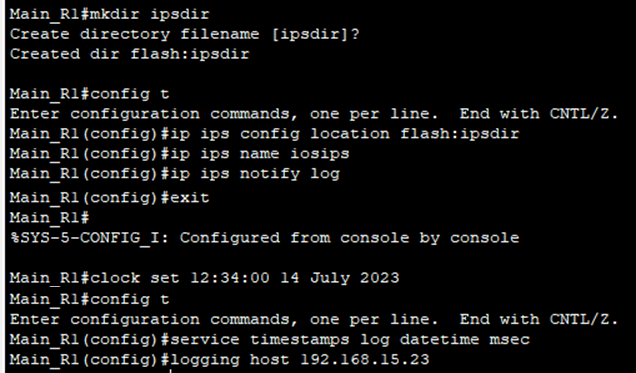 Main_R1#mkdir ipsdir
Create directory filename [ipsdir]?
Created dir flash:ipsdir
Main_R1#config t
Enter configuration commands, one per line.  End with CNTL/Z.
Main_R1(config)#ip ips config location flash:ipsdir
Main_R1(config)#ip ips name iosips
Main_R1(config)#ip ips notify log
Main_R1(config)#exit
Main_R1#
%SYS-5-CONFIG_I: Configured from console by console
Main_R1#clock set 12:34:00 14 July 2023
Main_R1#config t
Enter configuration commands, one per line.  End with CNTL/Z.
Main_R1(config)#service timestamps log datetime msec
Main_R1(config)#logging host 192.168.15.23